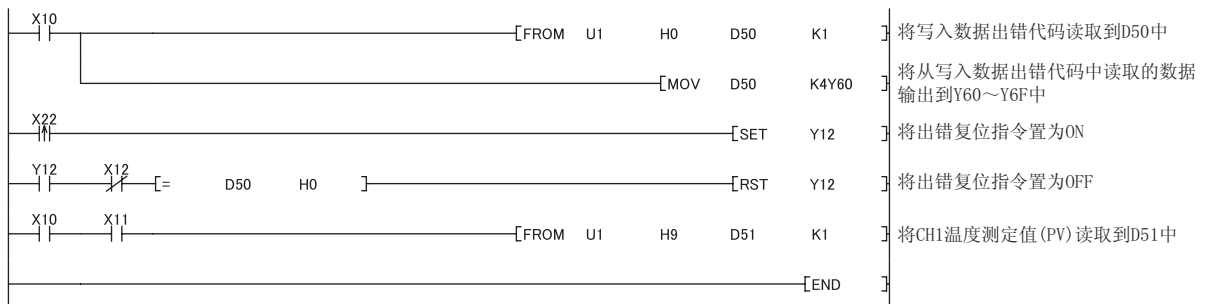 X10
[FROM U1 H0 D50 K1 ] 将写入数据出错代码读取到D50中
[MOV D50 K4Y60 ] 将从写入数据出错代码中读取的数据
输出到Y60～Y6F中
X22
[SET Y12 ] 将出错复位指令置为ON
Y12 X12
[= D50 H0 ] [RST Y12 ] 将出错复位指令置为OFF
X10 X11
[FROM U1 H9 D51 K1 ] 将CH1温度测定值(PV)读取到D51中
[END ]